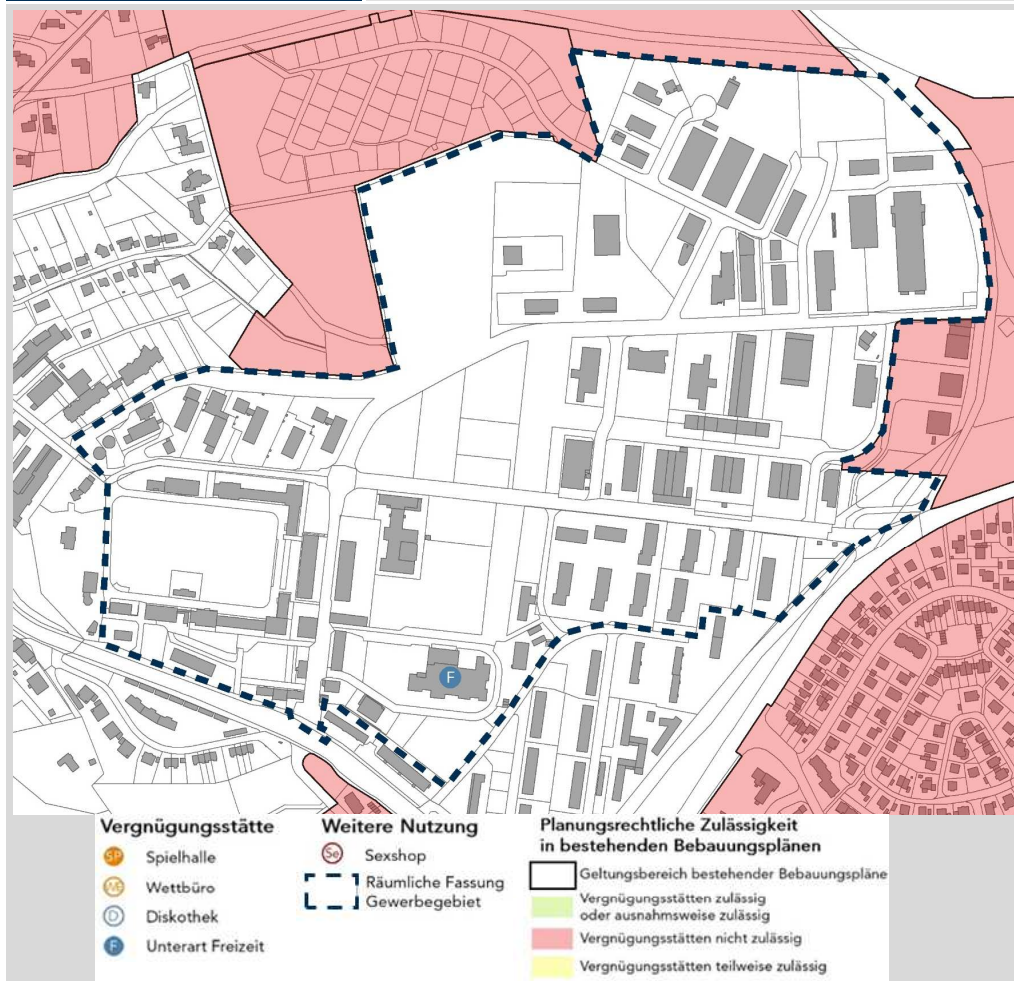 F
Vergnügungsstätte
SP Spielhalle
WB Wettbüro
D Diskothek
F Unterart Freizeit
Weitere Nutzung
Se Sexshop
Räumliche Fassung
Gewerbegebiet
Planungsrechtliche Zulässigkeit
in bestehenden Bebauungsplänen
Geltungsbereich bestehender Bebauungspläne
Vergnügungsstätten zulässig
oder ausnahmsweise zulässig
Vergnügungsstätten nicht zulässig
Vergnügungsstätten teilweise zulässig